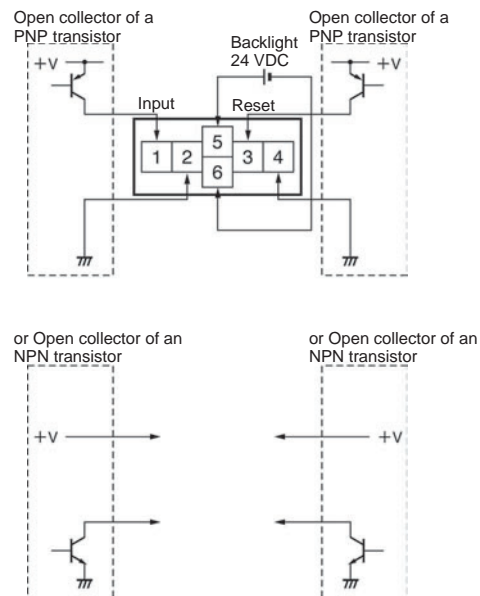 Open collector of a
PNP transistor
Open collector of a
PNP transistor
Backlight
24 VDC
+V
+V
Input
Reset
5
1 2 3 4
6
or Open collector of an
NPN transistor
or Open collector of an
NPN transistor
+V
+V